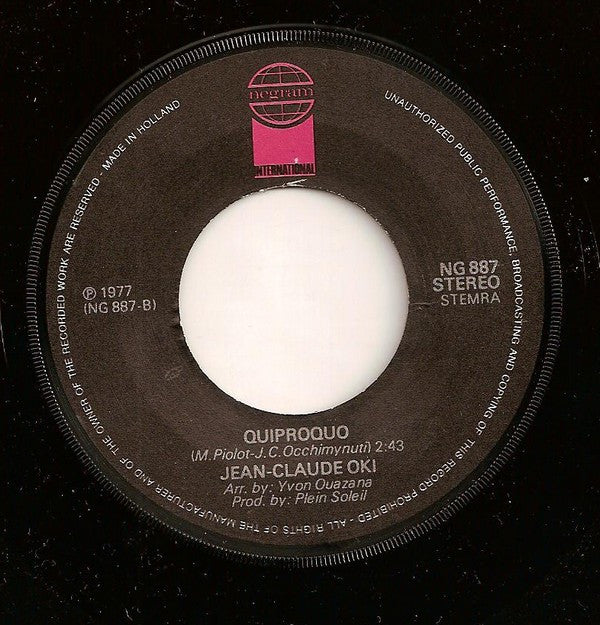 negram
INTERNATIONAL
UNAUTHORIZED PUBLIC PERFORMANCE, BROADCASTING AND COPYING OF THIS RECORD PROHIBITED - ALL RIGHTS OF THE MANUFACTURER AND OF THE OWNER OF THE RECORDED WORK ARE RESERVED - MADE IN HOLLAND
℗ 1977
(NG 887-B)
NG 887
STEREO
STEMRA
QUIPROQUO
(M. Piolot-J.C. Occhimynuti) 2:43
JEAN-CLAUDE OKI
Arr. by: Yvon Ouazana
Prod. by: Plein Soleil